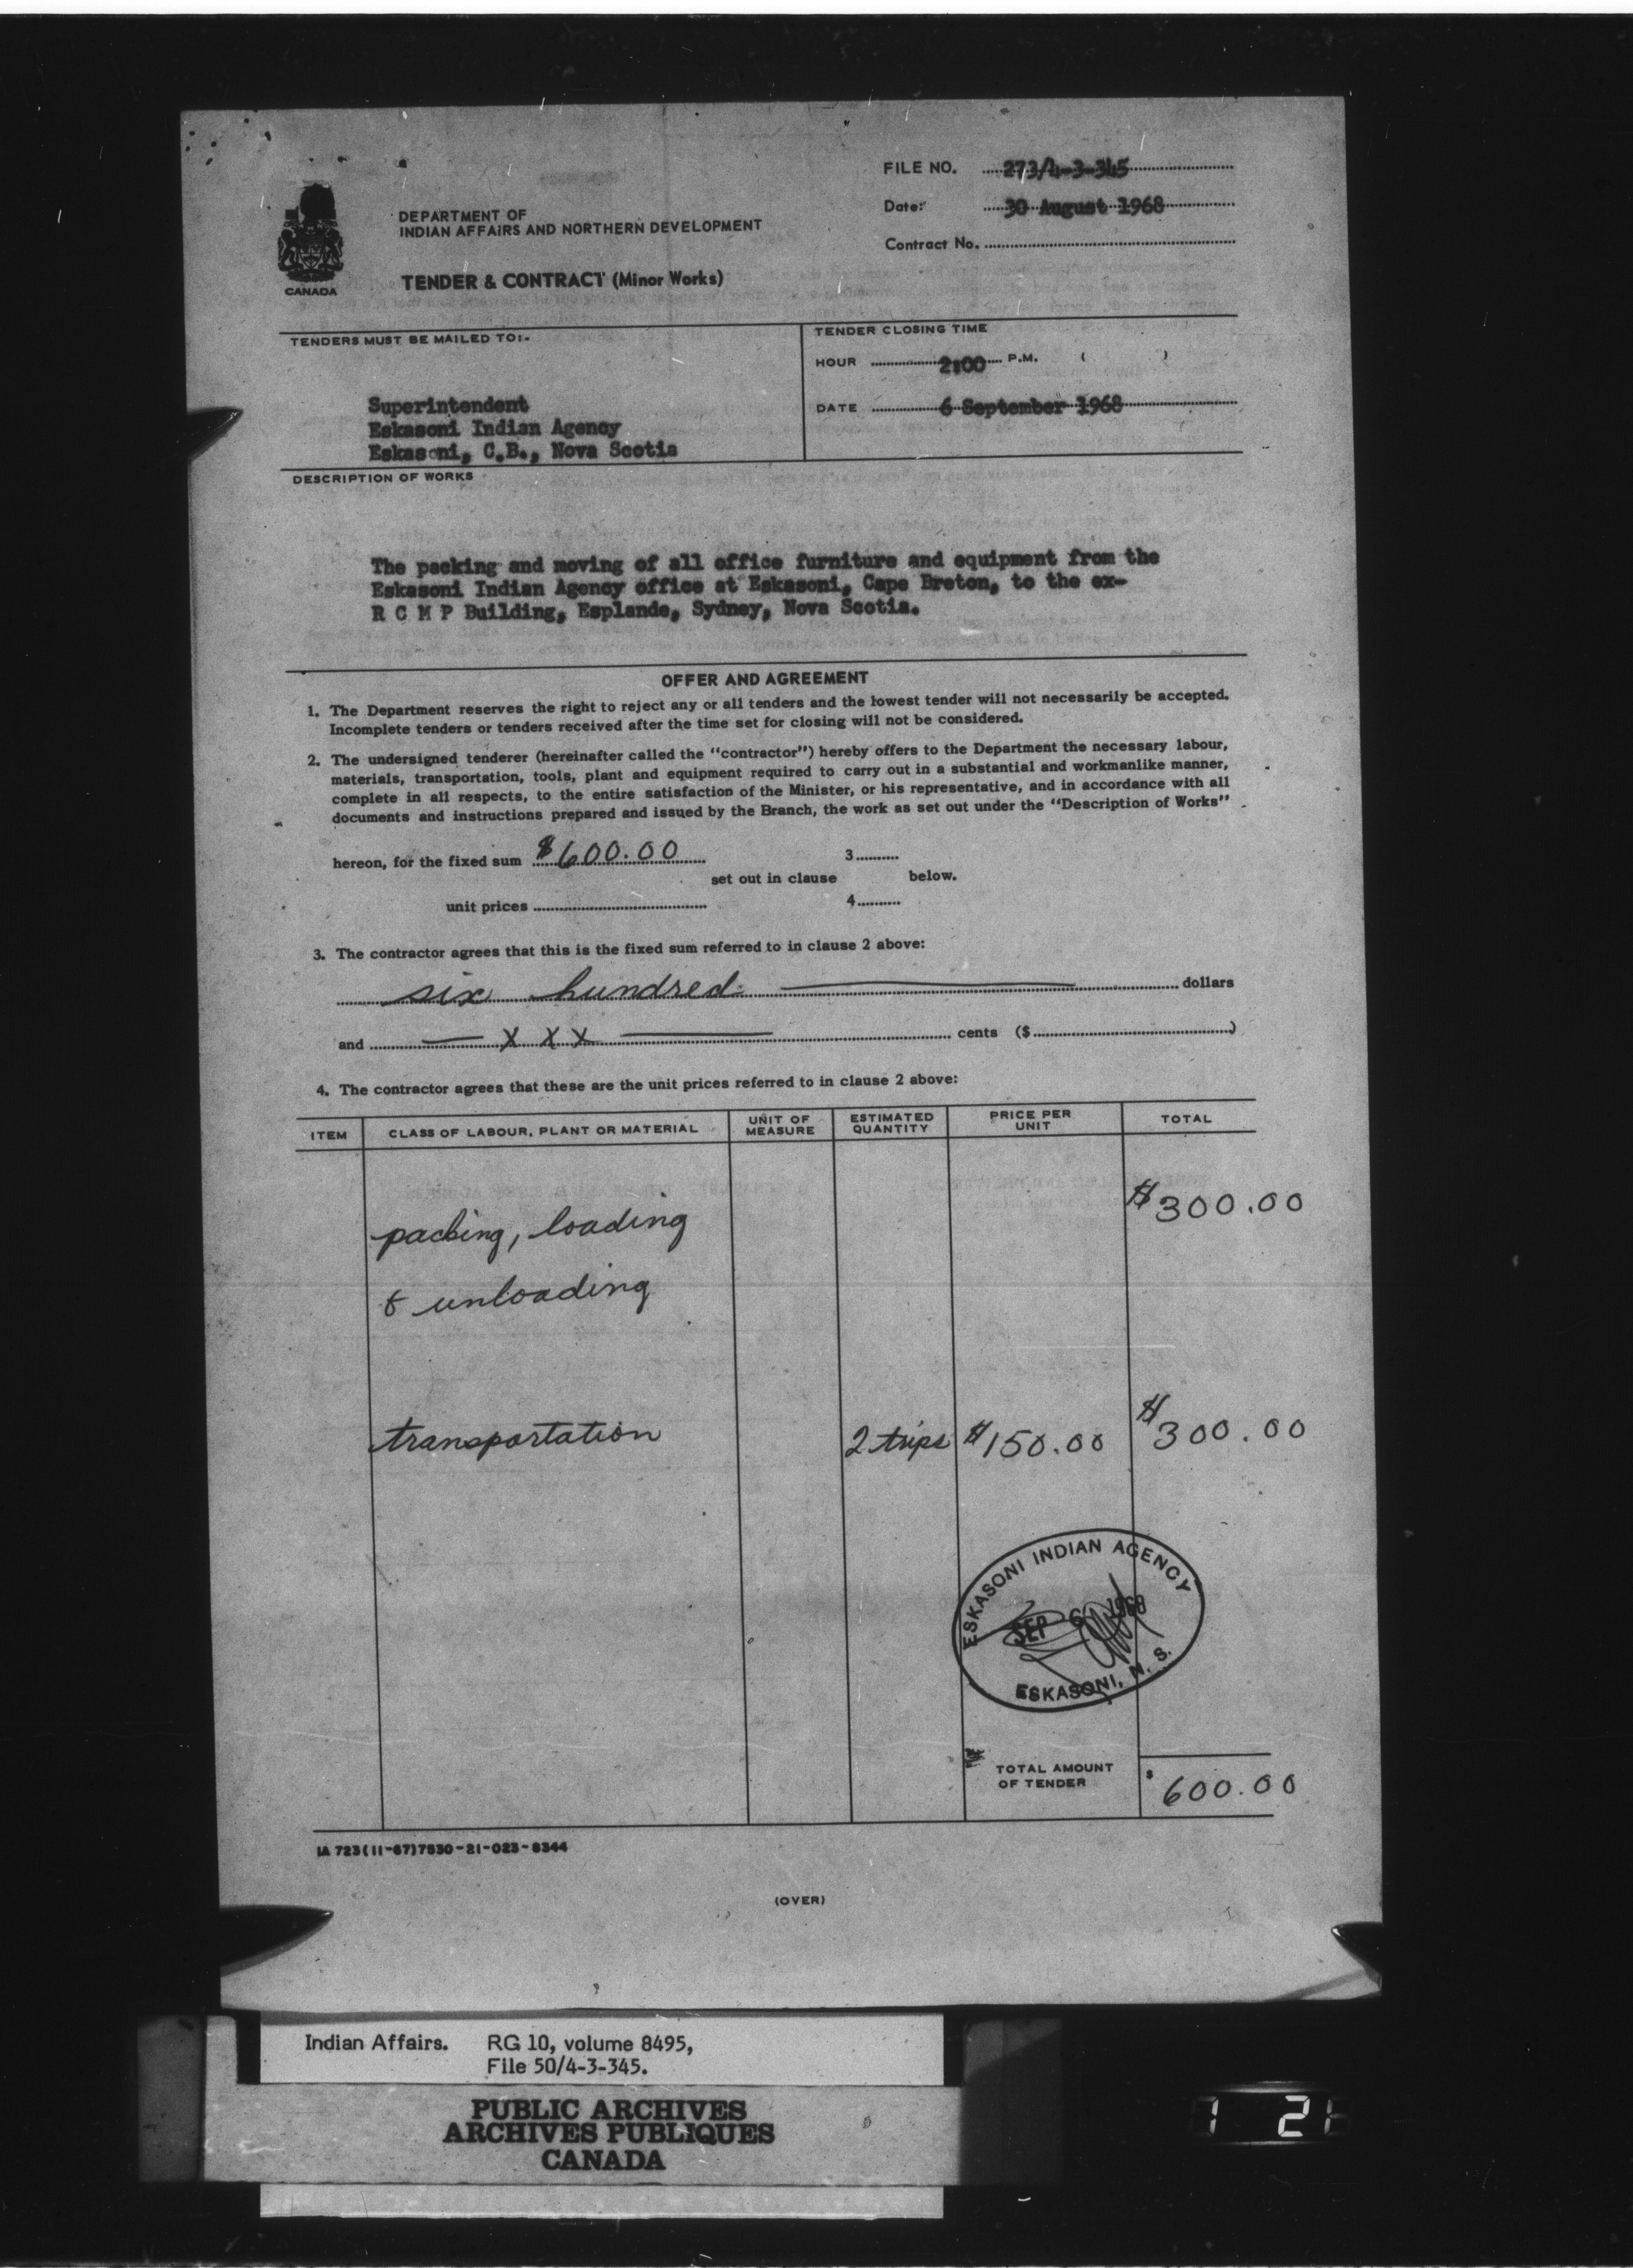 FILE NO. 273/4-3-345
Date: 30 August 1968
Contract No.
CANADA
DEPARTMENT OF
INDIAN AFFAIRS AND NORTHERN DEVELOPMENT
TENDER & CONTRACT (Minor Works)
TENDERS MUST BE MAILED TO:-
Superintendent
Eskasoni Indian Agency
Eskasoni, C.B., Nova Scotia
TENDER CLOSING TIME
HOUR 2:00 P.M. ( )
DATE 6 September 1968
DESCRIPTION OF WORKS
The packing and moving of all office furniture and equipment from the
Eskasoni Indian Agency office at Eskasoni, Cape Breton, to the ex-
R C M P Building, Esplande, Sydney, Nova Scotia.
OFFER AND AGREEMENT
1. The Department reserves the right to reject any or all tenders and the lowest tender will not necessarily be accepted.
Incomplete tenders or tenders received after the time set for closing will not be considered.
2. The undersigned tenderer (hereinafter called the "contractor") hereby offers to the Department the necessary labour,
materials, transportation, tools, plant and equipment required to carry out in a substantial and workmanlike manner,
complete in all respects, to the entire satisfaction of the Minister, or his representative, and in accordance with all
documents and instructions prepared and issued by the Branch, the work as set out under the "Description of Works"
hereon, for the fixed sum $600.00 3
set out in clause below.
unit prices 4
3. The contractor agrees that this is the fixed sum referred to in clause 2 above:
six hundred dollars
and — x x x — cents ($ )
4. The contractor agrees that these are the unit prices referred to in clause 2 above:
ITEM CLASS OF LABOUR, PLANT OR MATERIAL UNIT OF MEASURE ESTIMATED QUANTITY PRICE PER UNIT TOTAL
packing, loading $300.00
& unloading
transportation 2 trips $150.00 $300.00
ESKASONI INDIAN AGENCY
SEP 6 1968
ESKASONI, N. S.
TOTAL AMOUNT
OF TENDER $ 600.00
IA 723(11-67)7530-21-023-8344
(OVER)
Indian Affairs. RG 10, volume 8495,
File 50/4-3-345.
PUBLIC ARCHIVES
ARCHIVES PUBLIQUES
CANADA